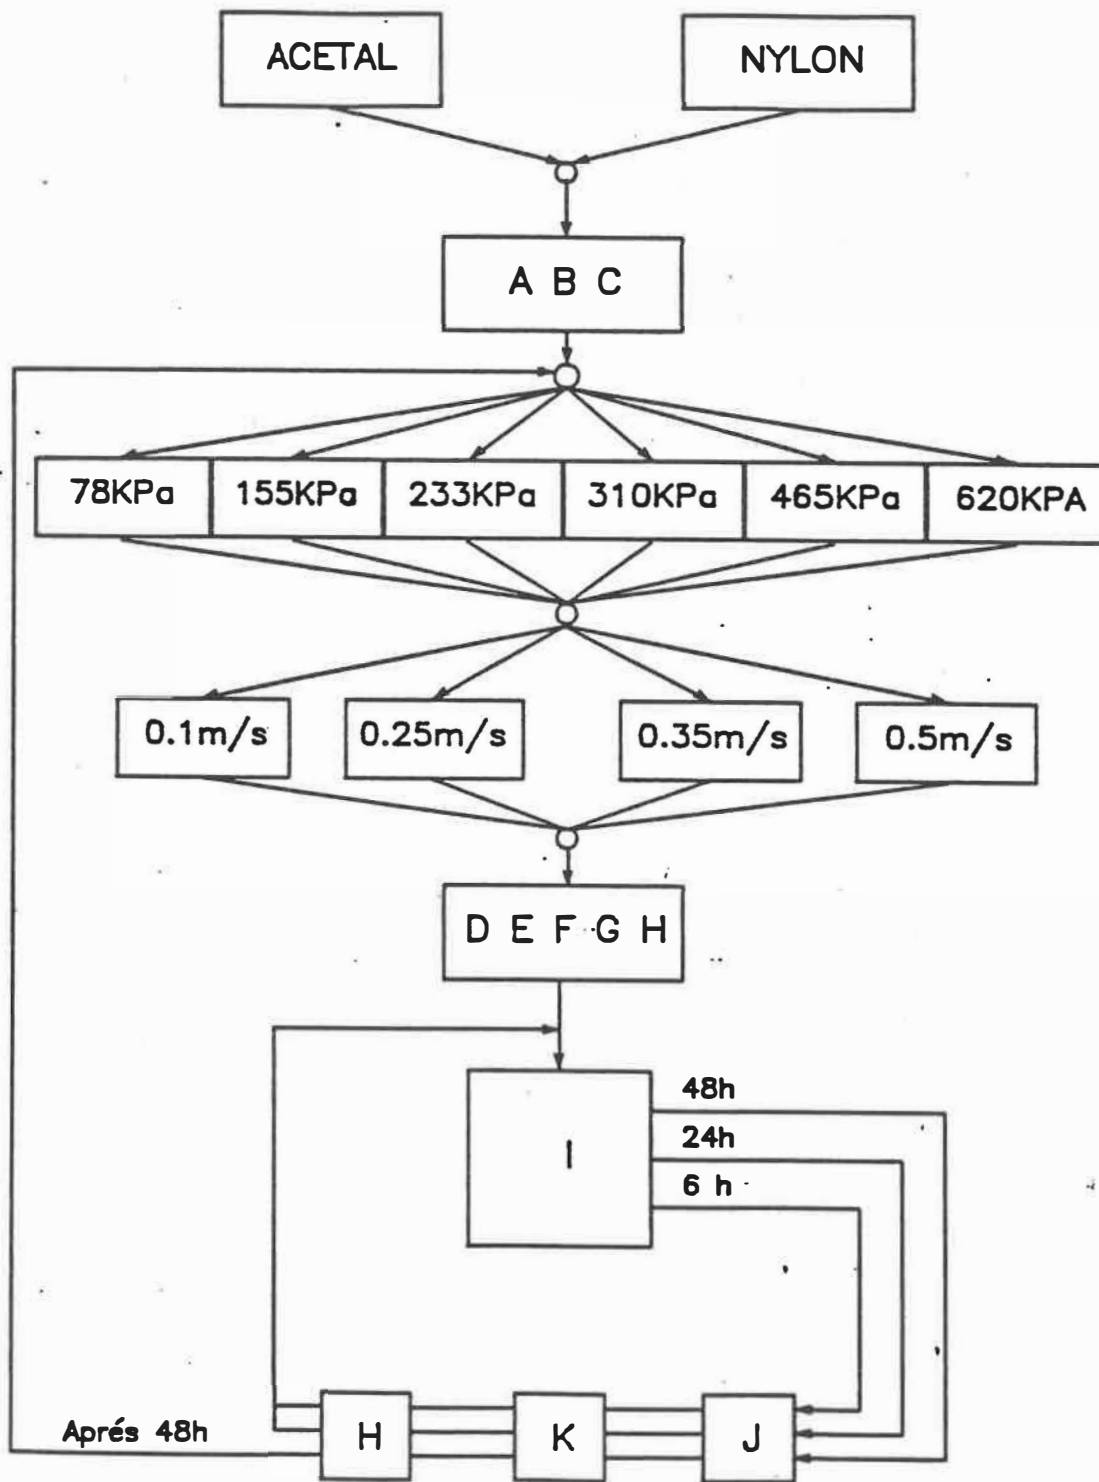 ACETAL NYLON
A B C
78KPa 155KPa 233KPa 310KPa 465KPa 620KPA
0.1m/s 0.25m/s 0.35m/s 0.5m/s
D E F G H
48h
24h
I
6 h
Aprés 48h H K J